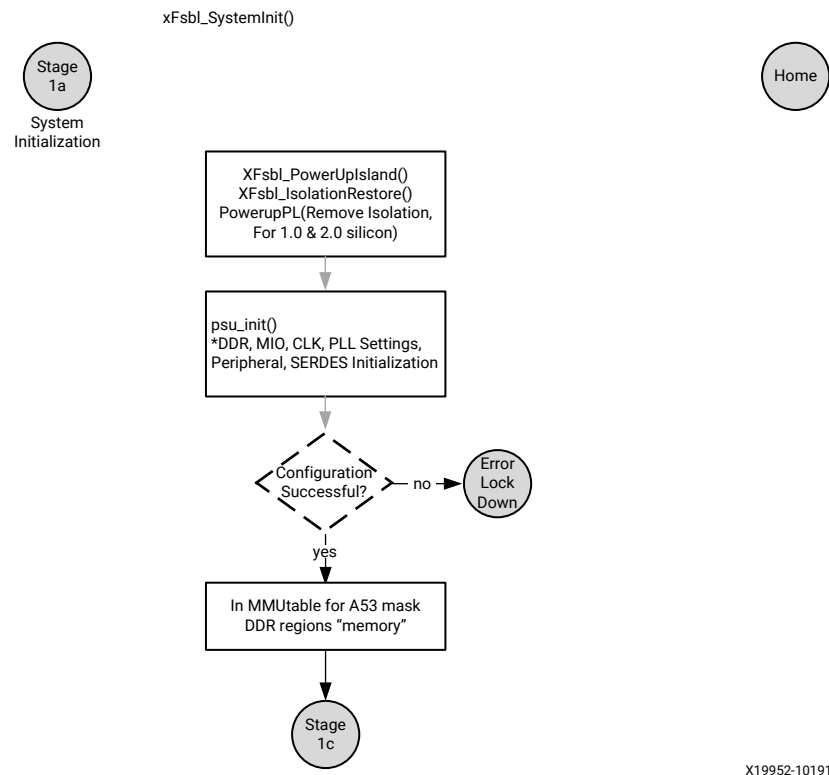 xFsbl_SystemInit()
Stage
1a
Home
System
Initialization
XFsbl_PowerUpIsland()
XFsbl_IsolationRestore()
PowerupPL(Remove Isolation,
For 1.0 & 2.0 silicon)
psu_init()
*DDR, MIO, CLK, PLL Settings,
Peripheral, SERDES Initialization
Configuration
Successful?
no
Error
Lock
Down
yes
In MMUtable for A53 mask
DDR regions “memory”
Stage
1c
X19952-10191